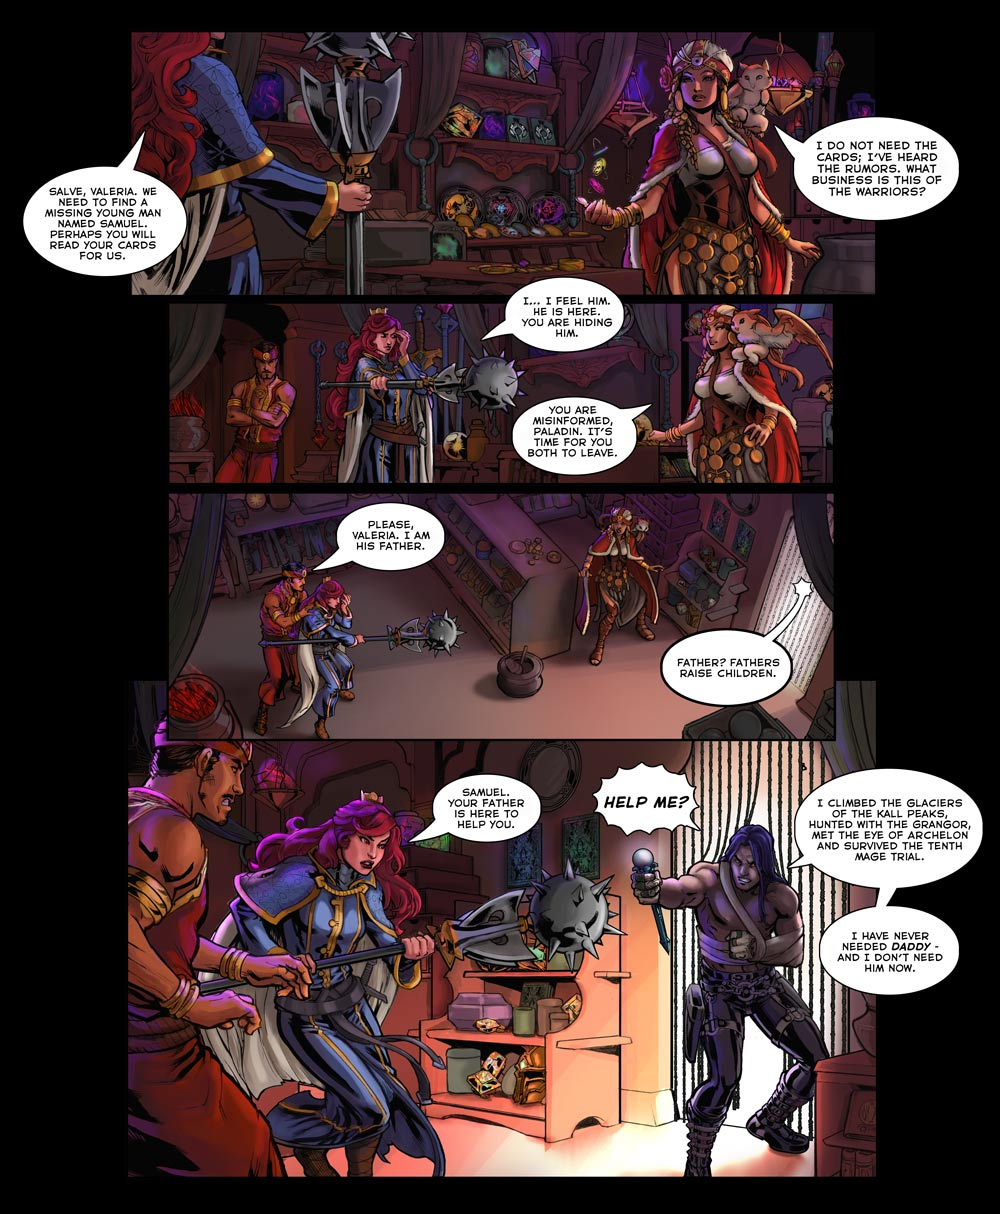 SALVE, VALERIA. WE
NEED TO FIND A
MISSING YOUNG MAN
NAMED SAMUEL.
PERHAPS YOU WILL
READ YOUR CARDS
FOR US.
I DO NOT NEED THE
CARDS; I'VE HEARD
THE RUMORS. WHAT
BUSINESS IS THIS OF
THE WARRIORS?
I... I FEEL HIM.
HE IS HERE.
YOU ARE HIDING
HIM.
YOU ARE
MISINFORMED,
PALADIN. IT'S
TIME FOR YOU
BOTH TO LEAVE.
PLEASE,
VALERIA. I AM
HIS FATHER.
FATHER? FATHERS
RAISE CHILDREN.
SAMUEL.
YOUR FATHER
IS HERE TO
HELP YOU.
HELP ME?
I CLIMBED THE GLACIERS
OF THE KALL PEAKS,
HUNTED WITH THE GRANGOR,
MET THE EYE OF ARCHELON
AND SURVIVED THE TENTH
MAGE TRIAL.
I HAVE NEVER
NEEDED DADDY -
AND I DON'T NEED
HIM NOW.